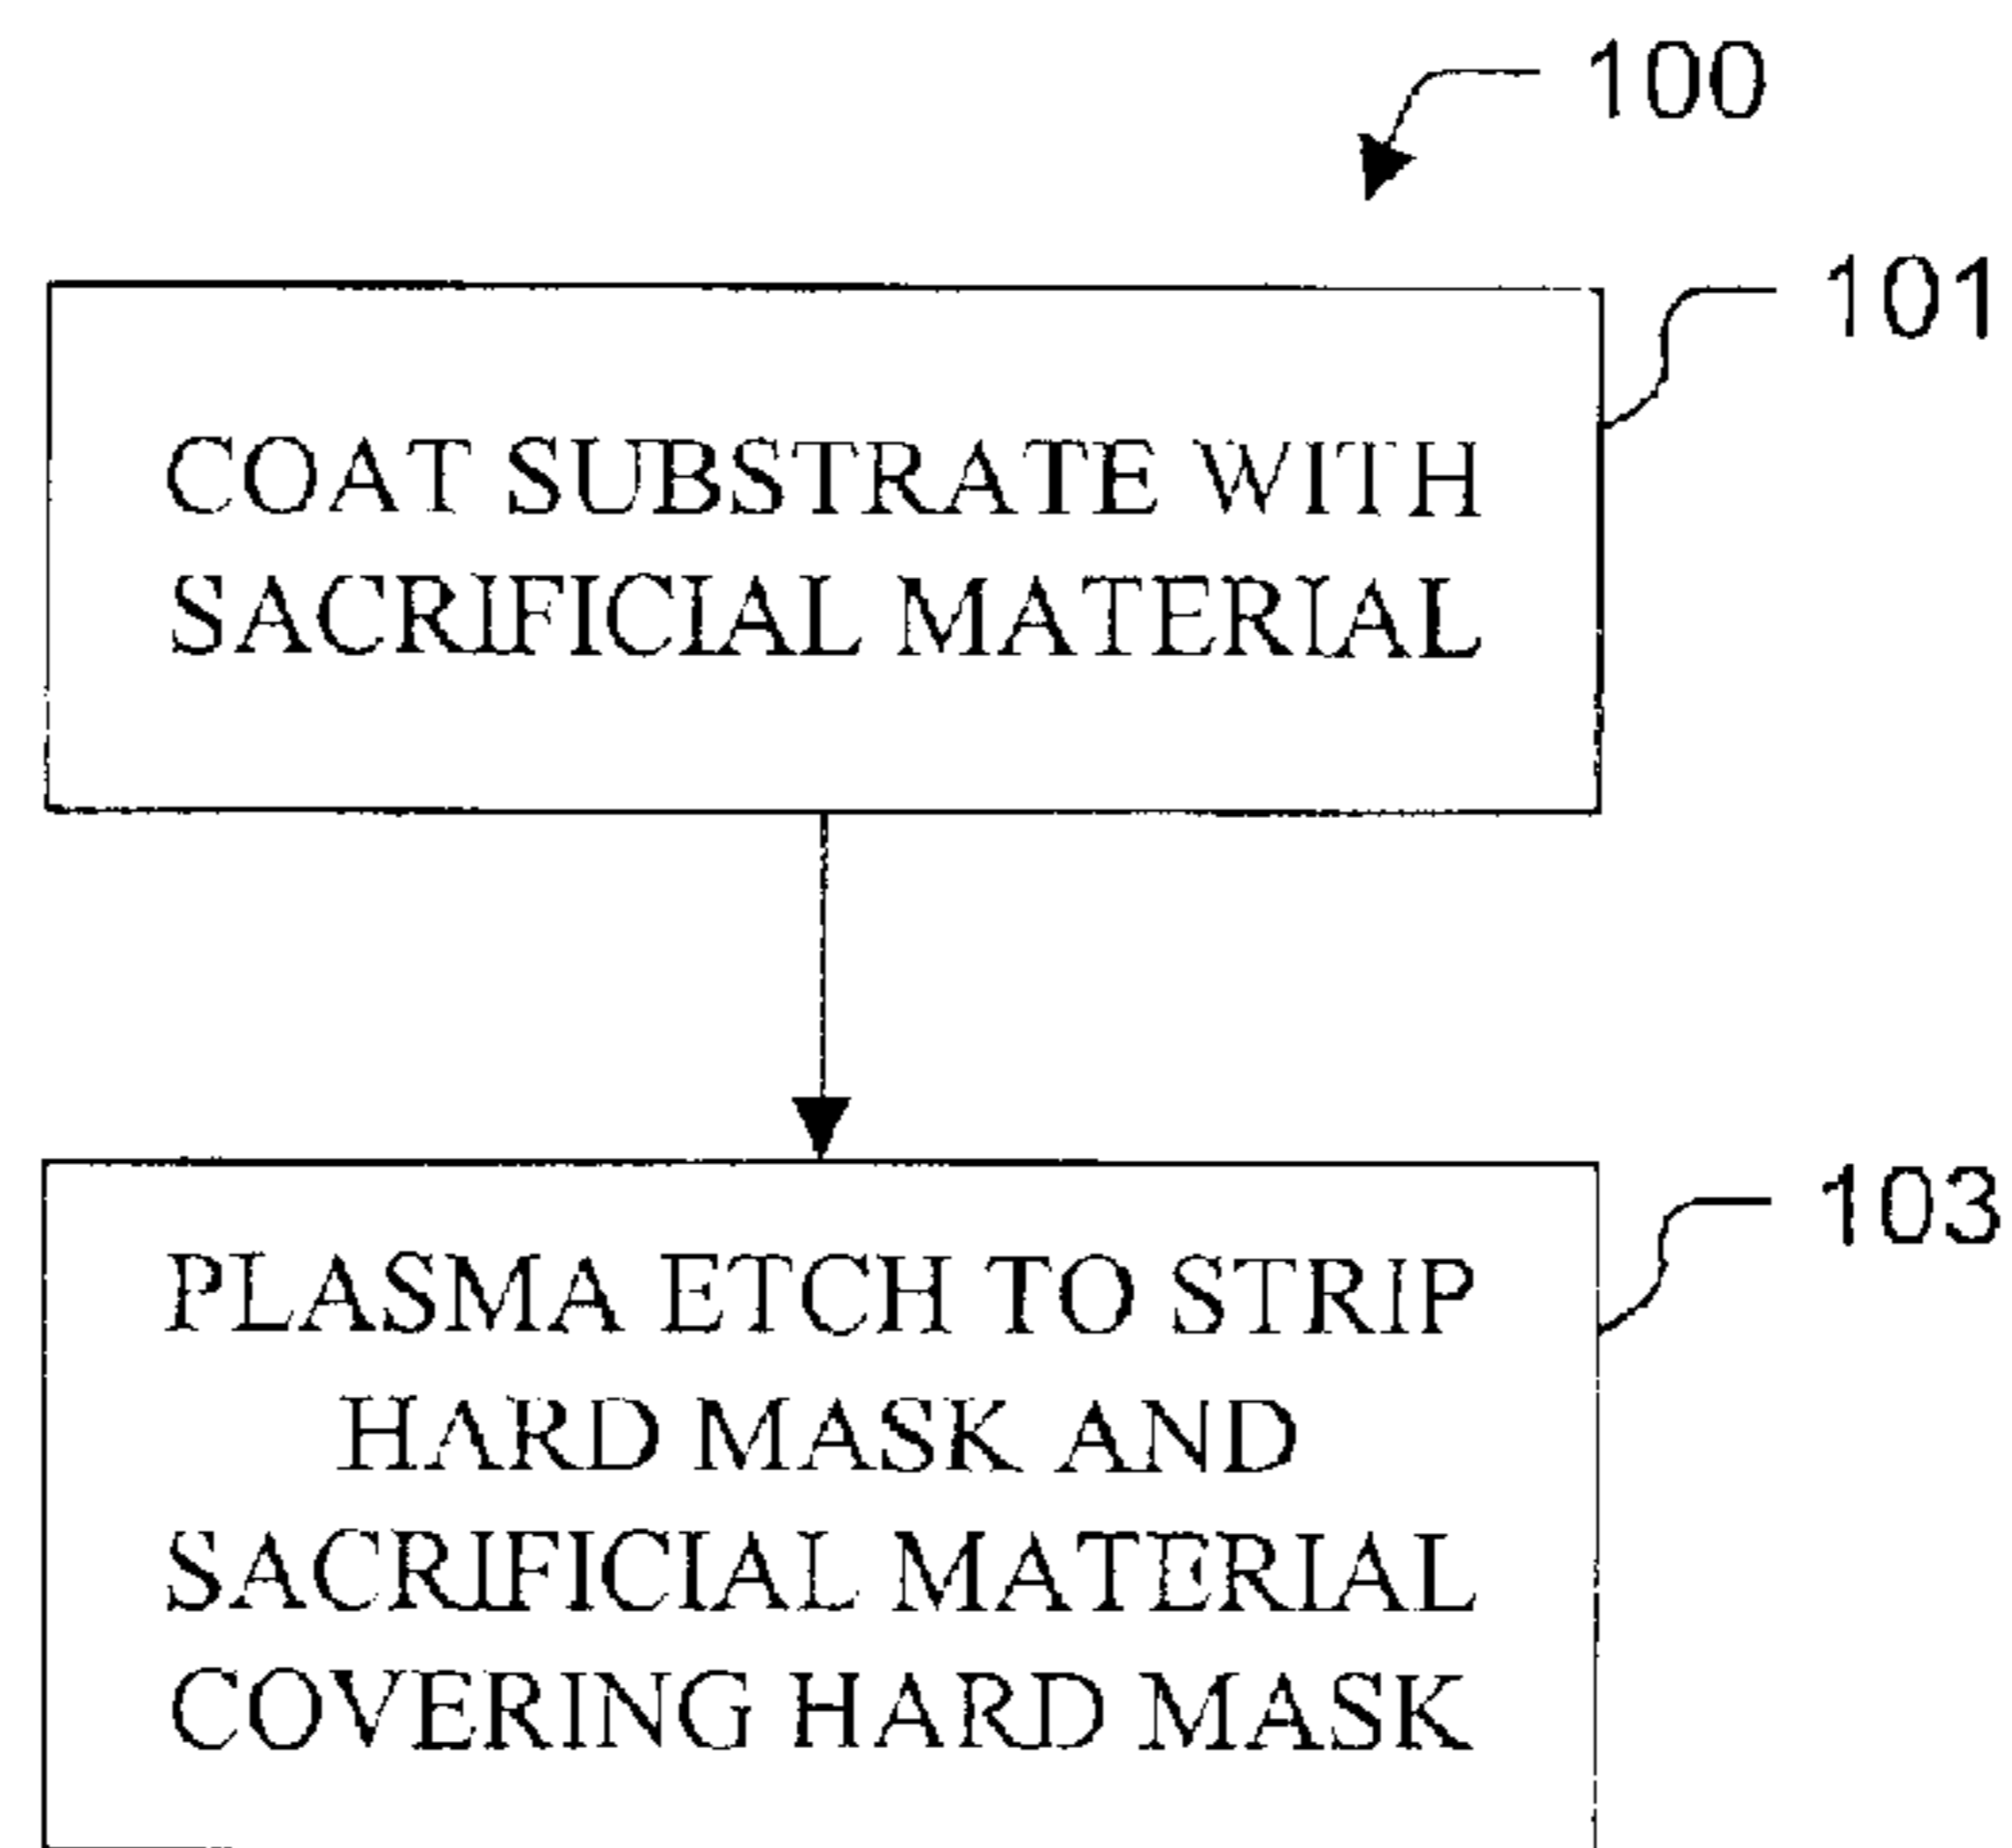 100
101
COAT SUBSTRATE WITH
SACRIFICIAL MATERIAL
103
PLASMA ETCH TO STRIP
HARD MASK AND
SACRIFICIAL MATERIAL
COVERING HARD MASK